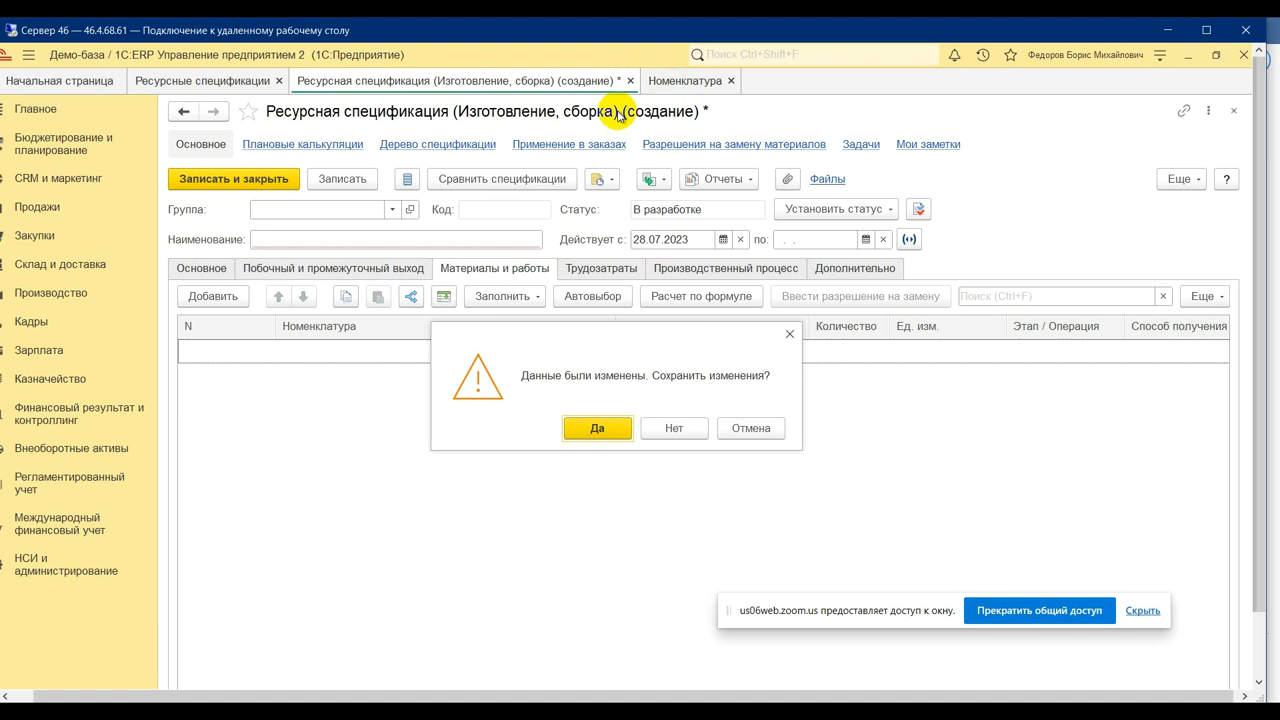 Сервер 46 — 46.4.68.61 — Подключение к удаленному рабочему столу
Демо-база / 1С:ERP Управление предприятием 2 (1С:Предприятие)
Поиск Ctrl+Shift+F
Федоров Борис Михайлович
Начальная страница
Ресурсные спецификации
Ресурсная спецификация (Изготовление, сборка) (создание) *
Номенклатура
Главное
Бюджетирование и
планирование
CRM и маркетинг
Продажи
Закупки
Склад и доставка
Производство
Кадры
Зарплата
Казначейство
Финансовый результат и
контроллинг
Внеоборотные активы
Регламентированный
учет
Международный
финансовый учет
НСИ и
администрирование
Ресурсная спецификация (Изготовление, сборка) (создание) *
Основное Плановые калькуляции Дерево спецификации Применение в заказах Разрешения на замену материалов Задачи Мои заметки
Записать и закрыть Записать Сравнить спецификации Отчеты Файлы Еще ?
Группа: Код: Статус: В разработке Установить статус
Наименование: Действует с: 28.07.2023 по: . .
Основное Побочный и промежуточный выход Материалы и работы Трудозатраты Производственный процесс Дополнительно
Добавить Заполнить Автовыбор Расчет по формуле Ввести разрешение на замену Поиск (Ctrl+F) Еще
N Номенклатура Количество Ед. изм. Этап / Операция Способ получения
Данные были изменены. Сохранить изменения?
Да Нет Отмена
us06web.zoom.us предоставляет доступ к окну. Прекратить общий доступ Скрыть